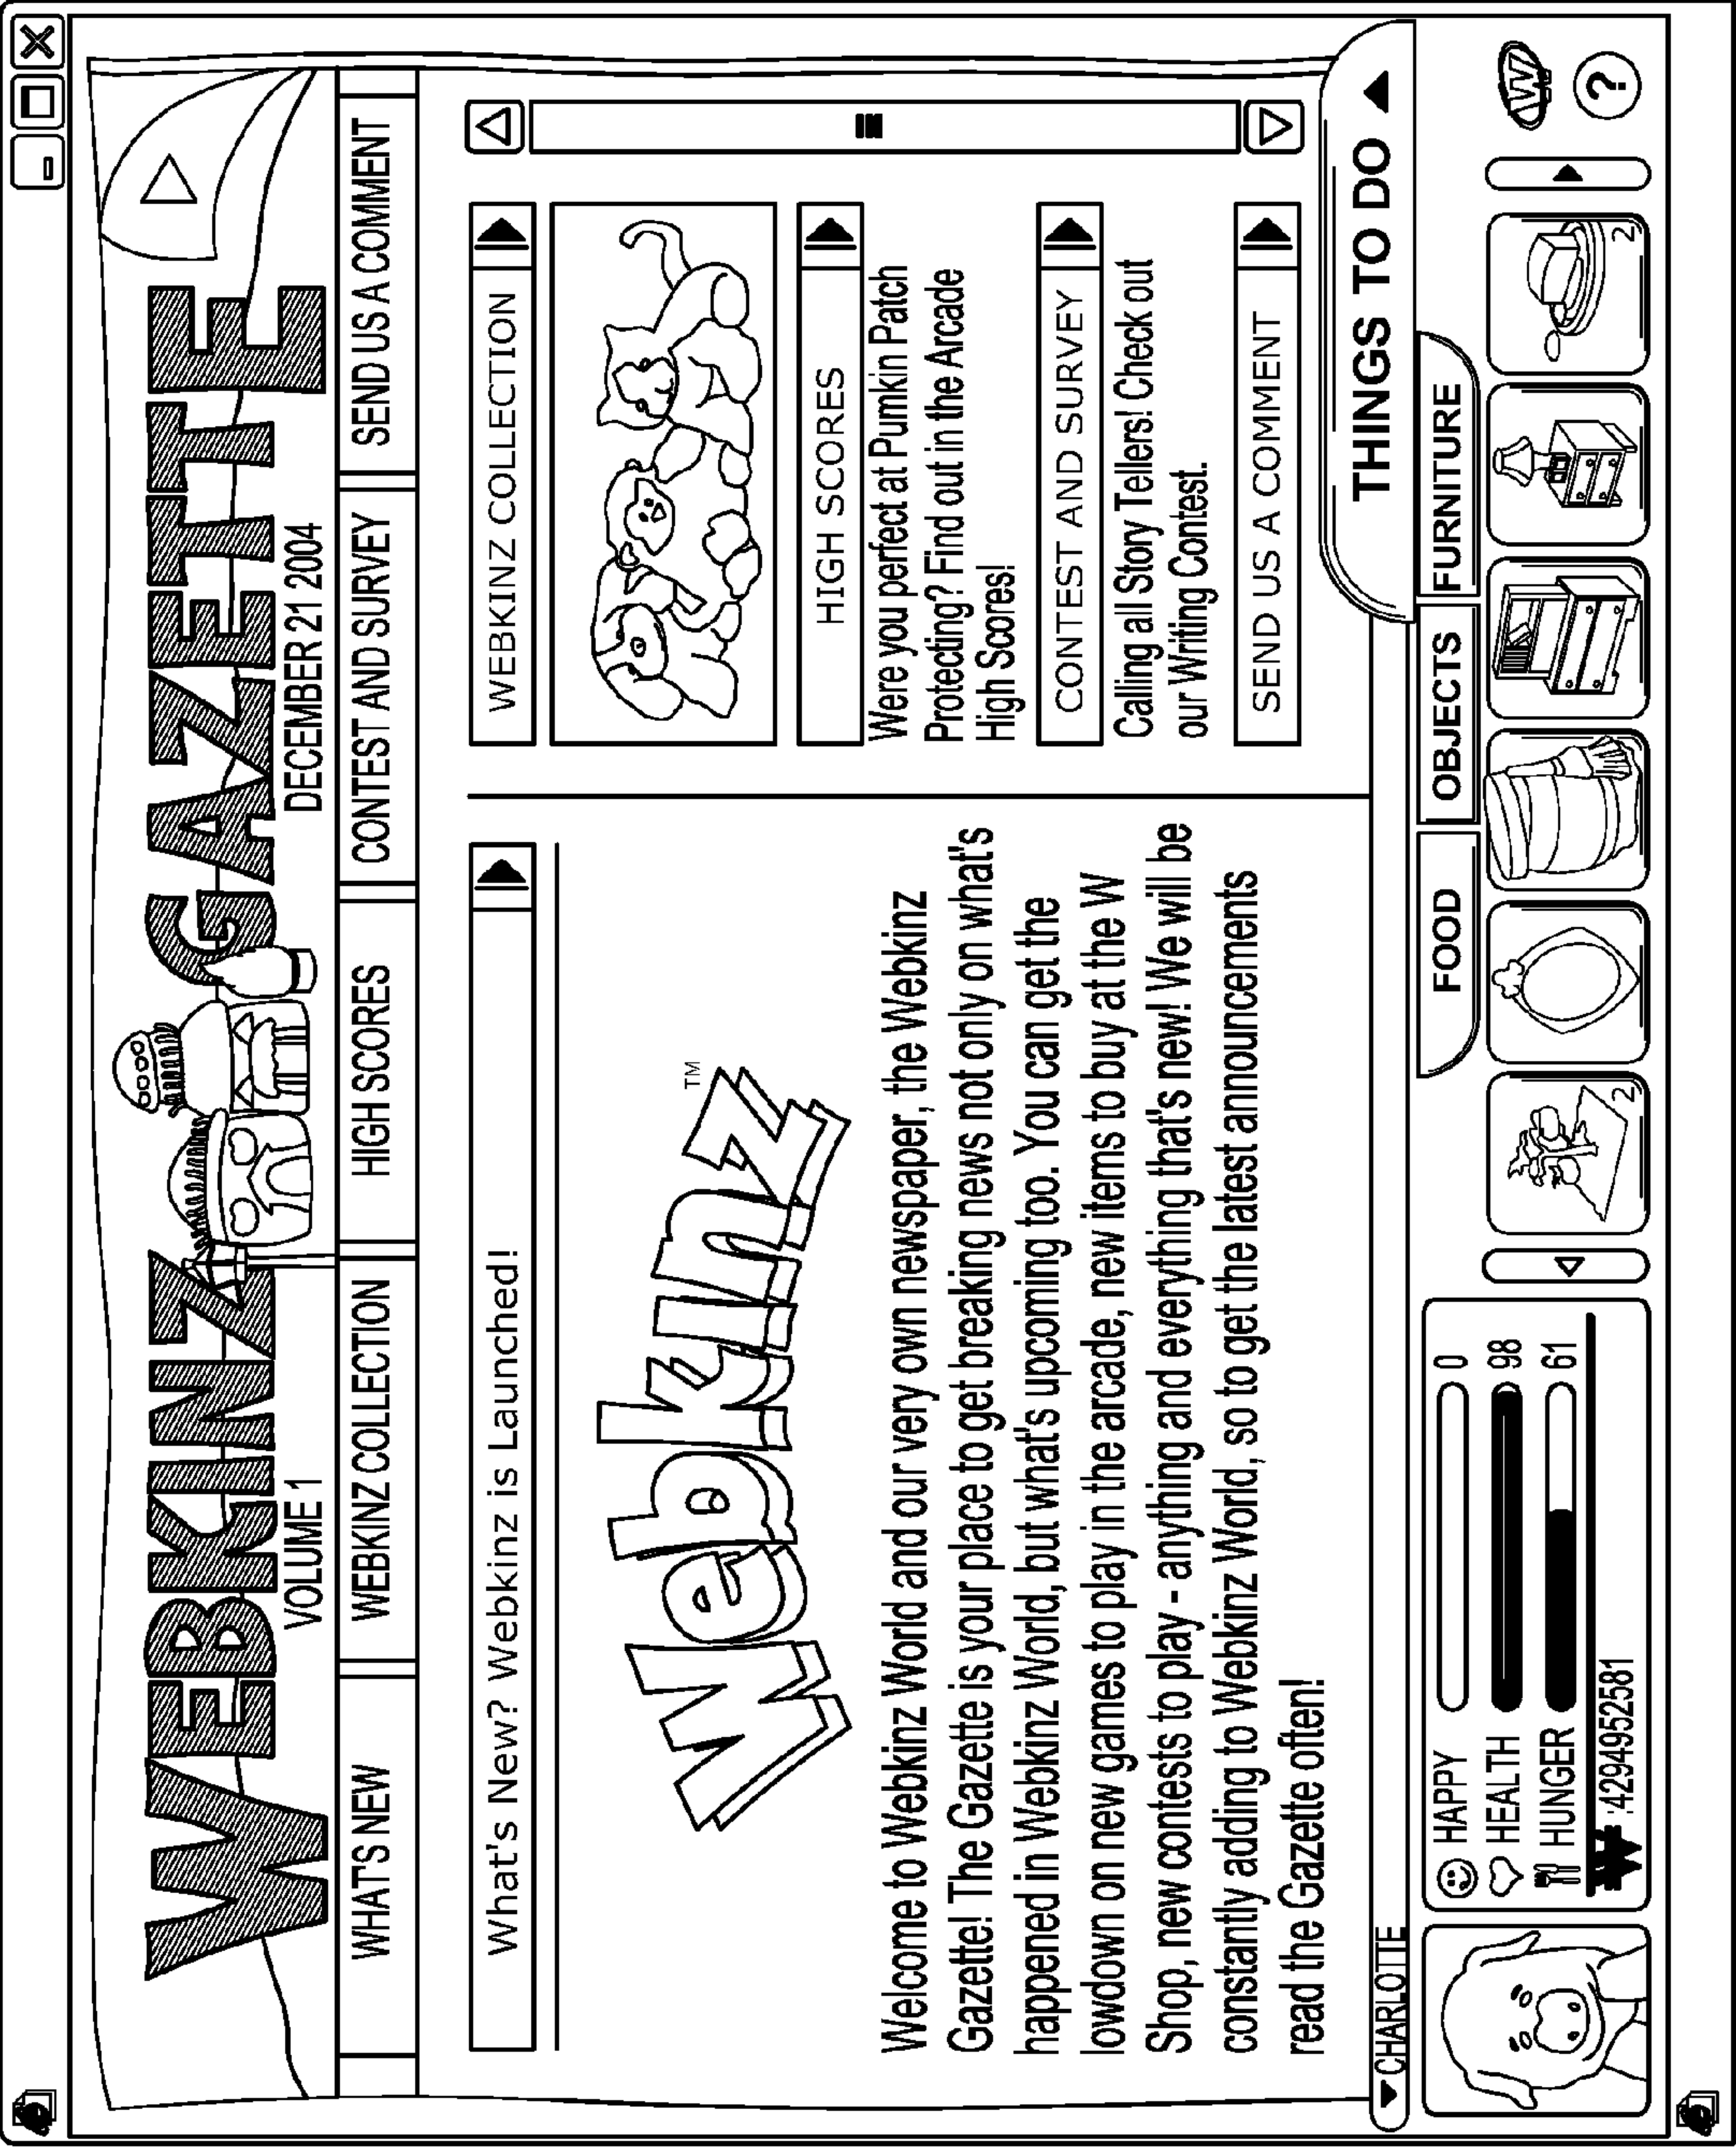 WEBKINZ GAZETTE
VOLUME 1
DECEMBER 21 2004
WHAT'S NEW
WEBKINZ COLLECTION
HIGH SCORES
CONTEST AND SURVEY
SEND US A COMMENT
What's New? Webkinz is Launched!
Webkinz™
Welcome to Webkinz World and our very own newspaper, the Webkinz
Gazette! The Gazette is your place to get breaking news not only on what's
happened in Webkinz World, but what's upcoming too. You can get the
lowdown on new games to play in the arcade, new items to buy at the W
Shop, new contests to play - anything and everything that's new! We will be
constantly adding to Webkinz World, so to get the latest announcements
read the Gazette often!
WEBKINZ COLLECTION
HIGH SCORES
Were you perfect at Pumkin Patch
Protecting? Find out in the Arcade
High Scores!
CONTEST AND SURVEY
Calling all Story Tellers! Check out
our Writing Contest.
SEND US A COMMENT
CHARLOTTE
THINGS TO DO
HAPPY 0
HEALTH 98
HUNGER 61
W :4294952581
FOOD
OBJECTS
FURNITURE
2
2
W
?